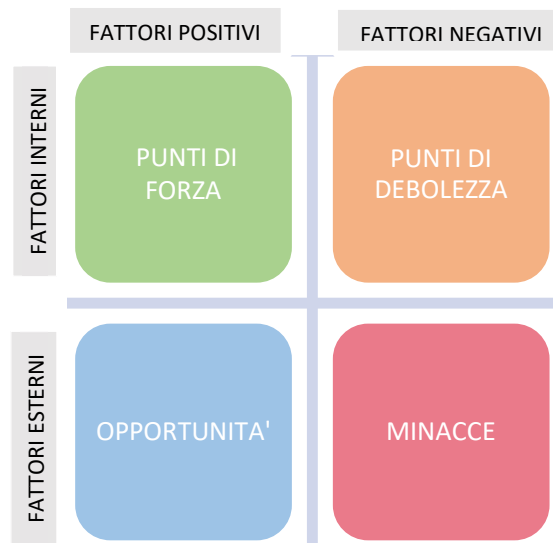 FATTORI POSITIVI
FATTORI NEGATIVI
FATTORI INTERNI
PUNTI DI
FORZA
PUNTI DI
DEBOLEZZA
FATTORI ESTERNI
OPPORTUNITA'
MINACCE